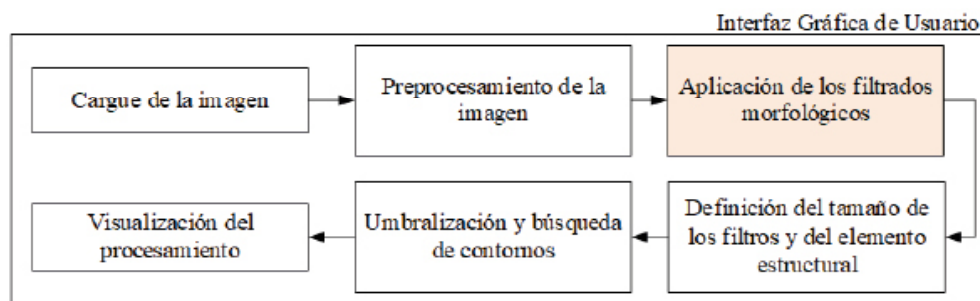 Interfaz Gráfica de Usuario
Cargue de la imagen
Preprocesamiento de la
imagen
Aplicación de los filtrados
morfológicos
Definición del tamaño de
los filtros y del elemento
estructural
Umbralización y búsqueda
de contornos
Visualización del
procesamiento